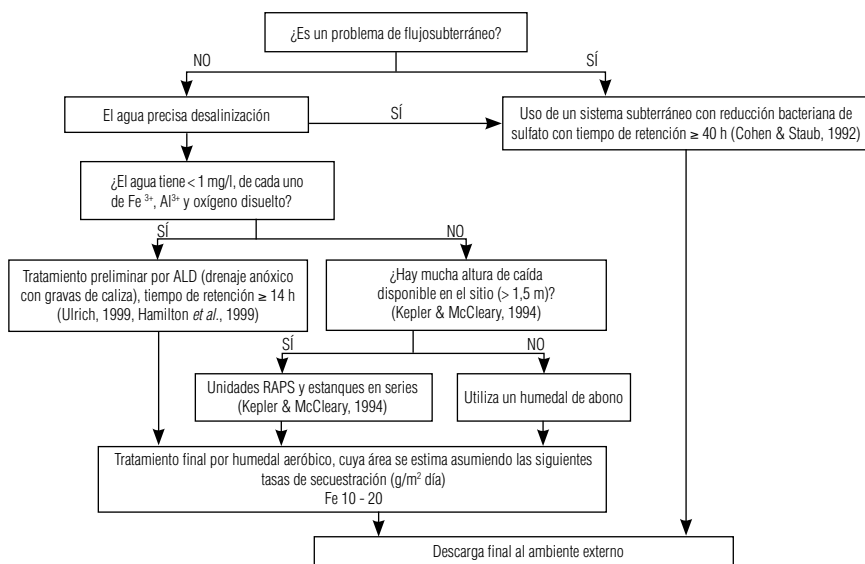 ¿Es un problema de flujosubterráneo?
NO
SÍ
El agua precisa desalinización
SÍ
Uso de un sistema subterráneo con reducción bacteriana de
sulfato con tiempo de retención ≥ 40 h (Cohen & Staub, 1992)
¿El agua tiene < 1 mg/l, de cada uno
de Fe ³⁺, Al³⁺ y oxígeno disuelto?
SÍ
NO
Tratamiento preliminar por ALD (drenaje anóxico
con gravas de caliza), tiempo de retención ≥ 14 h
(Ulrich, 1999, Hamilton et al., 1999)
¿Hay mucha altura de caída
disponible en el sitio (> 1,5 m)?
(Kepler & McCleary, 1994)
SÍ
NO
Unidades RAPS y estanques en series
(Kepler & McCleary, 1994)
Utiliza un humedal de abono
Tratamiento final por humedal aeróbico, cuya área se estima asumiendo las siguientes
tasas de secuestración (g/m² día)
Fe 10 - 20
Descarga final al ambiente externo